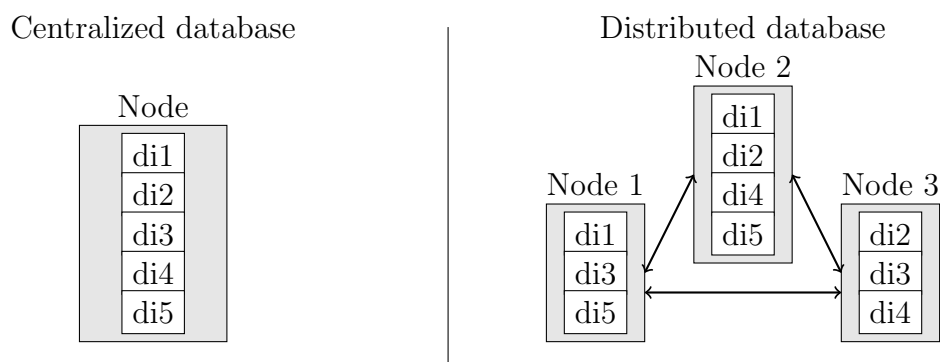 Centralized database
Node
di1
di2
di3
di4
di5
Distributed database
Node 2
di1
di2
di4
di5
Node 1
di1
di3
di5
Node 3
di2
di3
di4